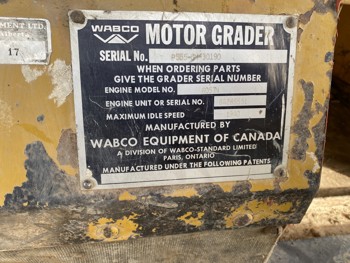 MENT LTD.
17
WABCO
MOTOR GRADER
SERIAL No.
WHEN ORDERING PARTS
GIVE THE GRADER SERIAL NUMBER
ENGINE MODEL NO.
ENGINE UNIT OR SERIAL NO.
MAXIMUM IDLE SPEED
MANUFACTURED BY
WABCO EQUIPMENT OF CANADA
A DIVISION OF WABCO-STANDARD LIMITED
PARIS, ONTARIO
MANUFACTURED UNDER THE FOLLOWING PATENTS